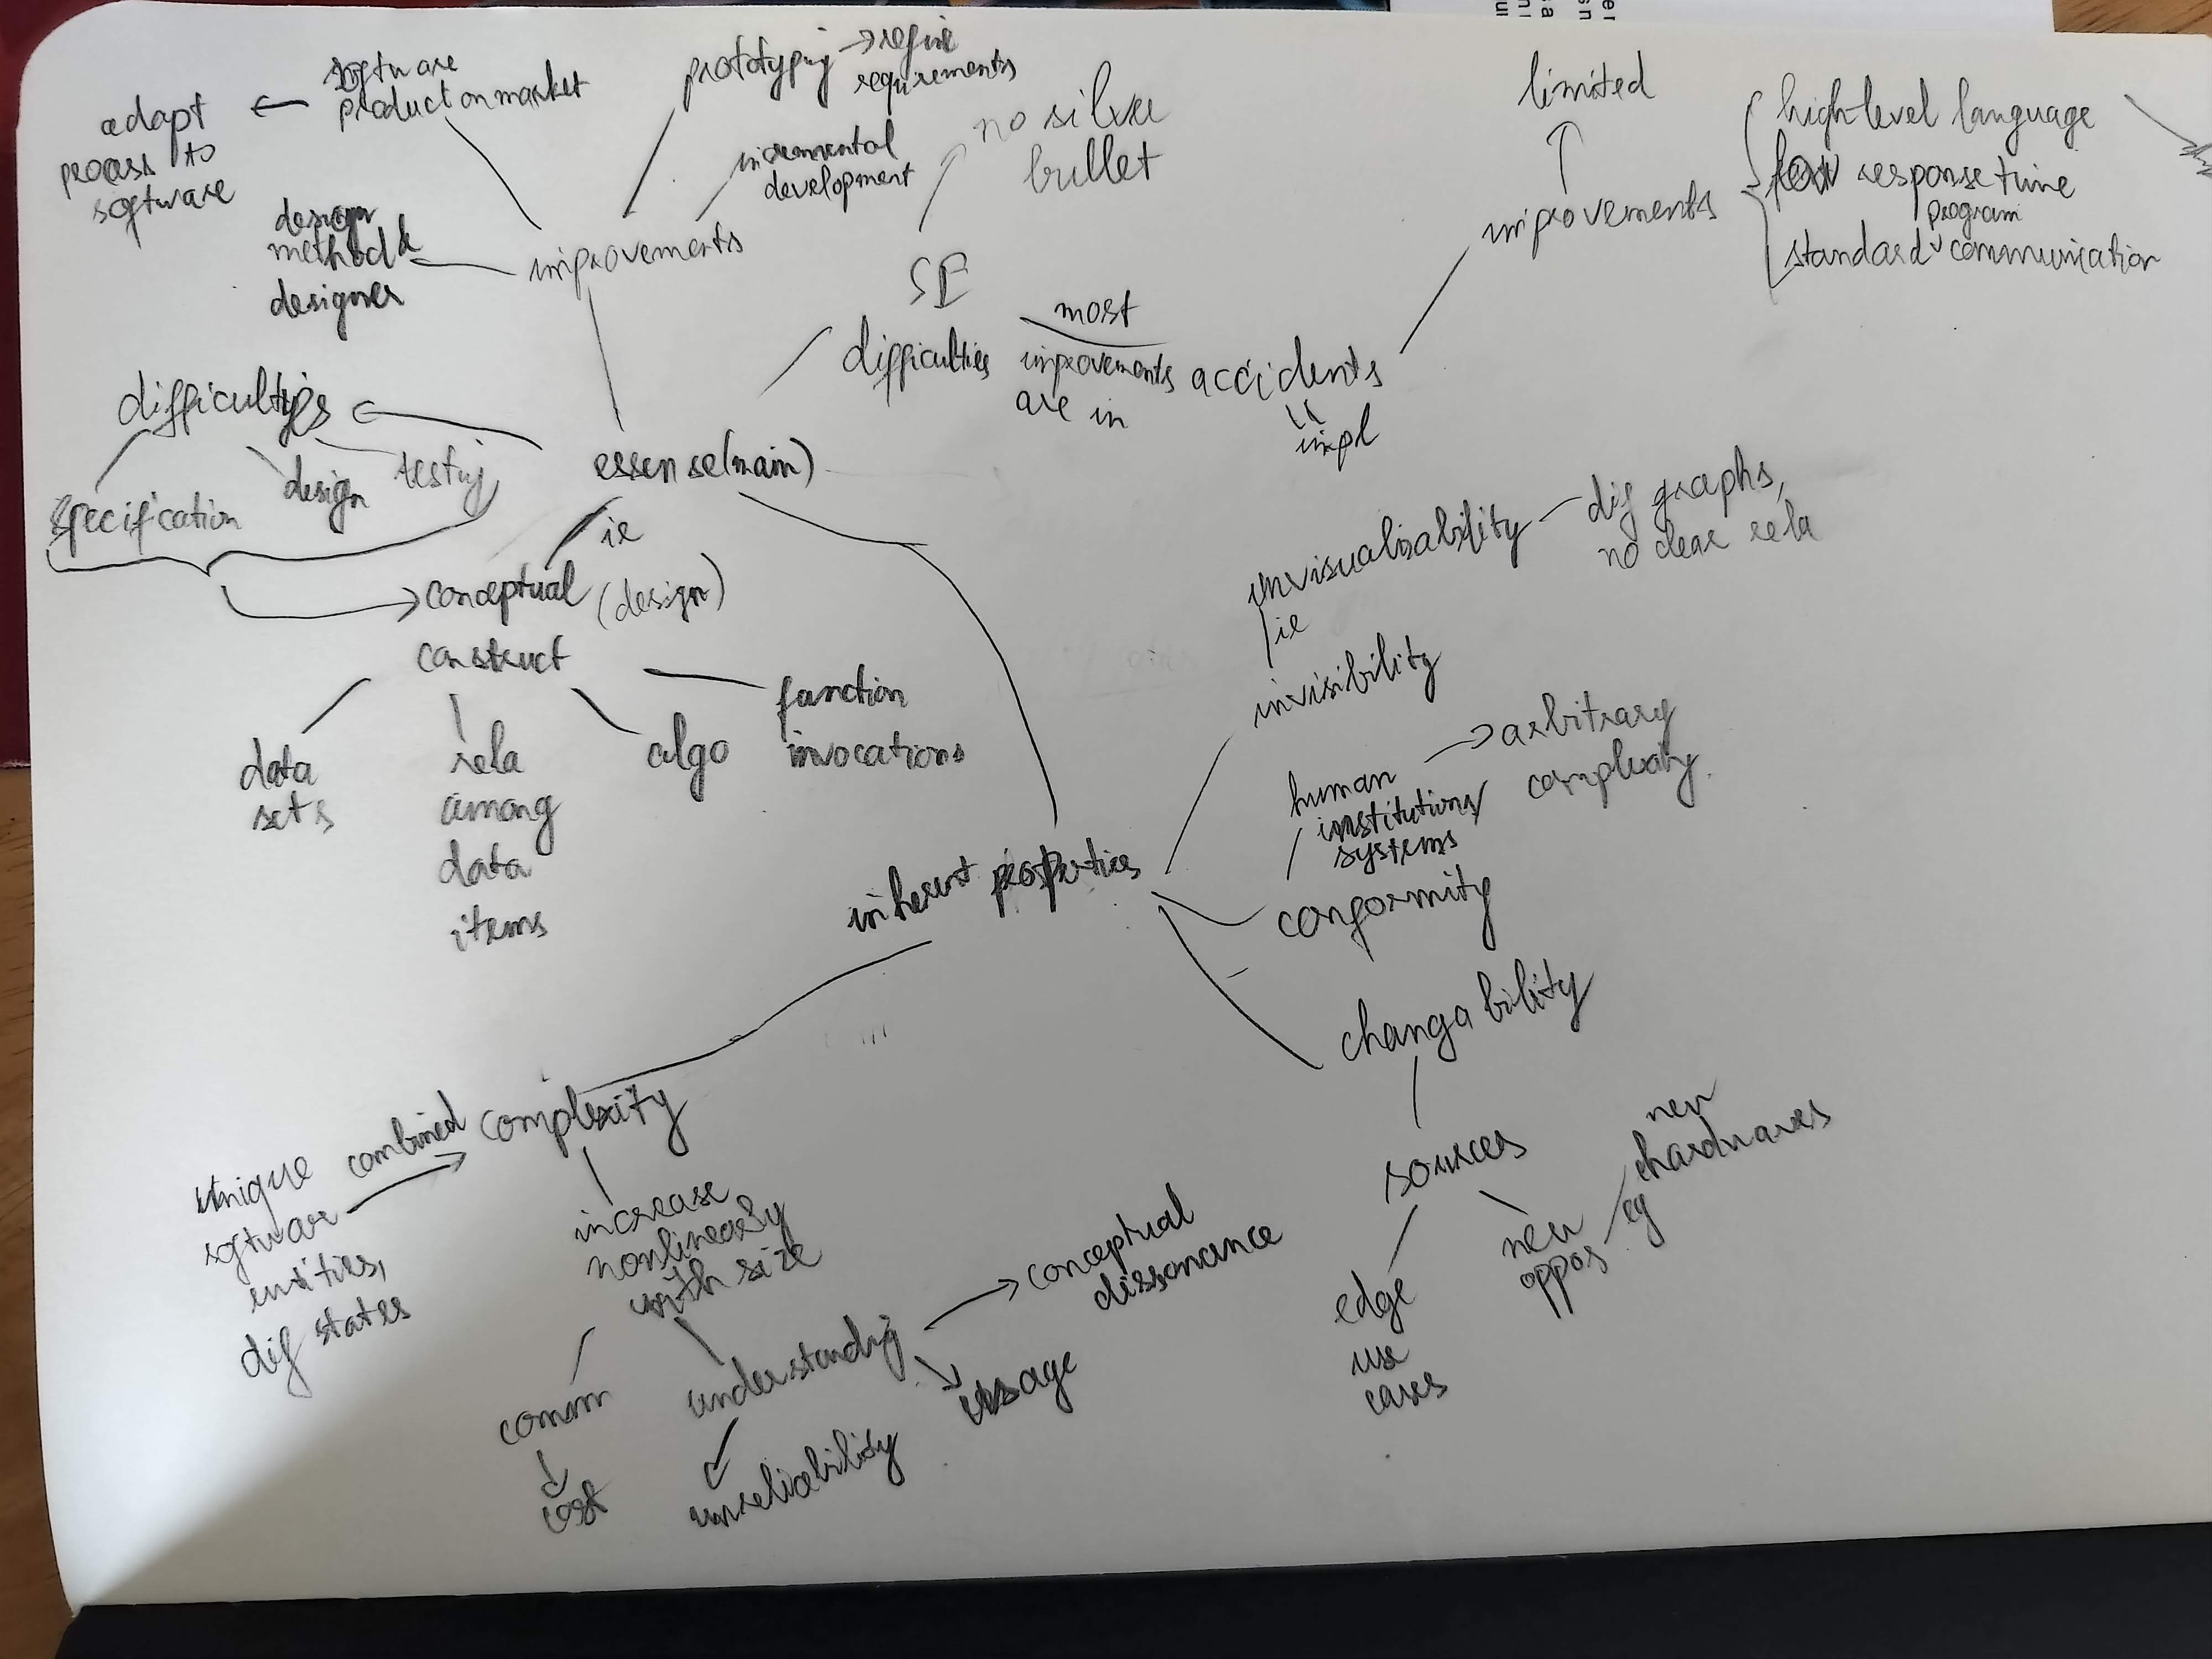 software
product on market
adapt
process to
software
prototyping → refine
requirements
incremental
development
no silver
bullet
limited
improvements
high-level language
response time
program
standard communication
design
method &
designer
improvements
SE
difficulties
most
improvements
are in
accidents
impl
difficulties
specification
design
testing
essense (main)
ie
conceptual (design)
construct
data
sets
rela
among
data
items
algo
function
invocations
unvisualisability
dif graphs,
no clear rela
ie
invisibility
human
institutions/
systems
arbitrary
complexity
inherent properties
conformity
changability
sources
edge
use
cases
new
oppos
eg
new
hardwares
complexity
combined
unique
software
entities,
dif states
increase
nonlinearly
with size
comm
cost
understanding
conceptual
dissonance
usage
unreliability